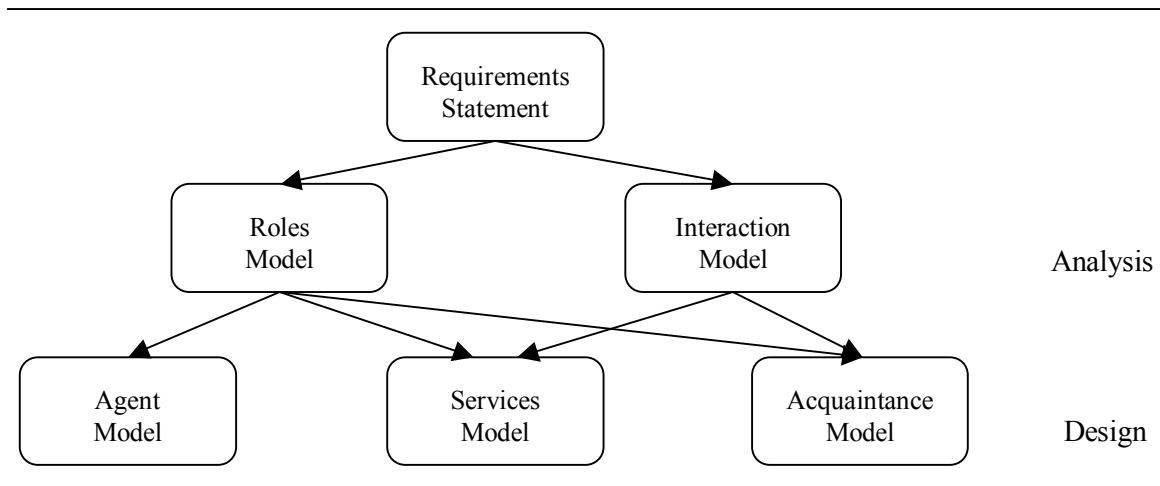 Requirements
Statement
Roles
Model
Interaction
Model
Analysis
Agent
Model
Services
Model
Acquaintance
Model
Design